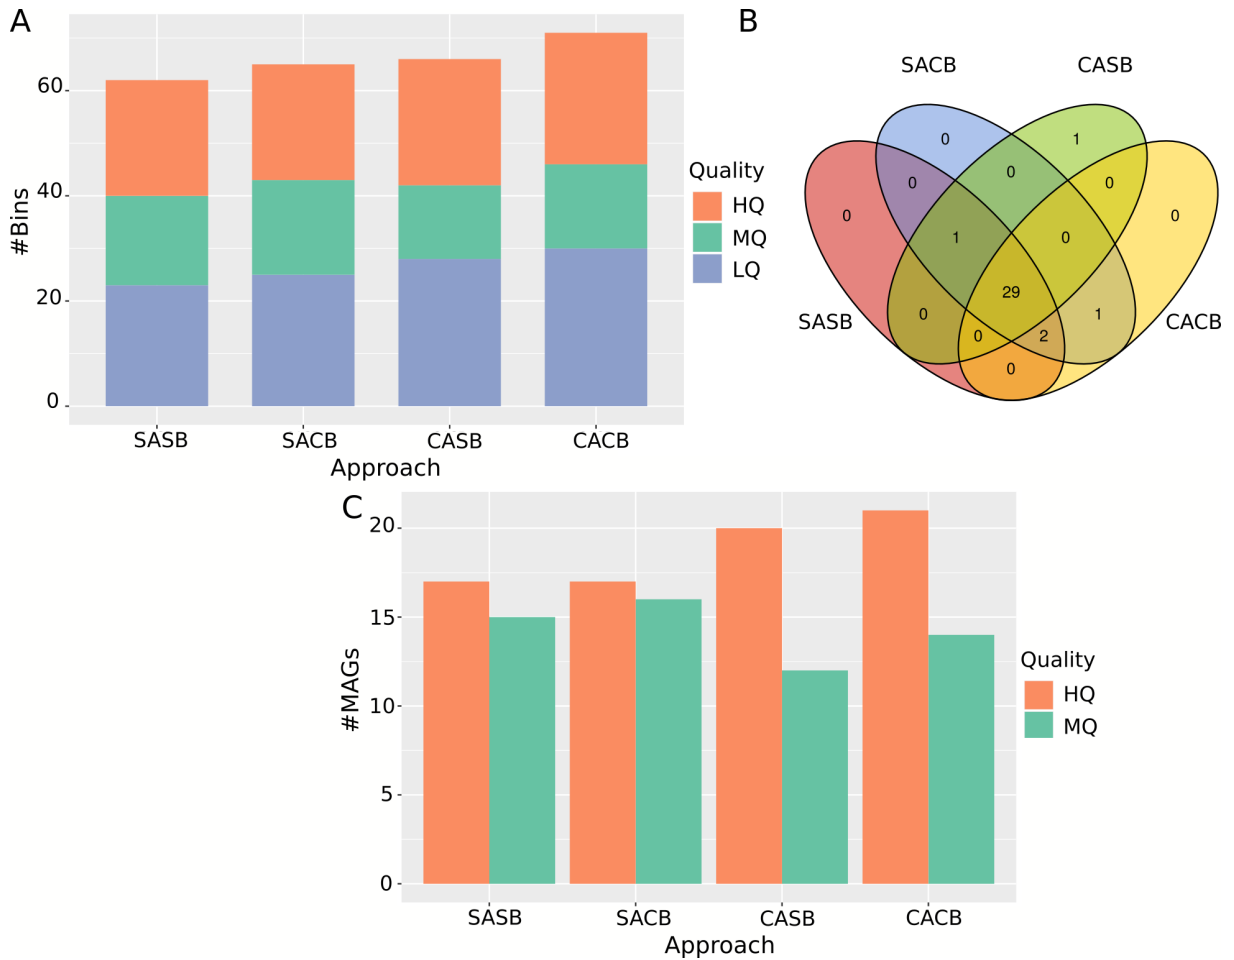 A
#Bins
60
40
20
0
SASB SACB CASB CACB
Approach
Quality
HQ
MQ
LQ
B
SACB CASB
SASB CACB
0 1
0 0 0
0 0
1 0
29
0 1
0 2
0
C
#MAGs
20
15
10
5
0
SASB SACB CASB CACB
Approach
Quality
HQ
MQ